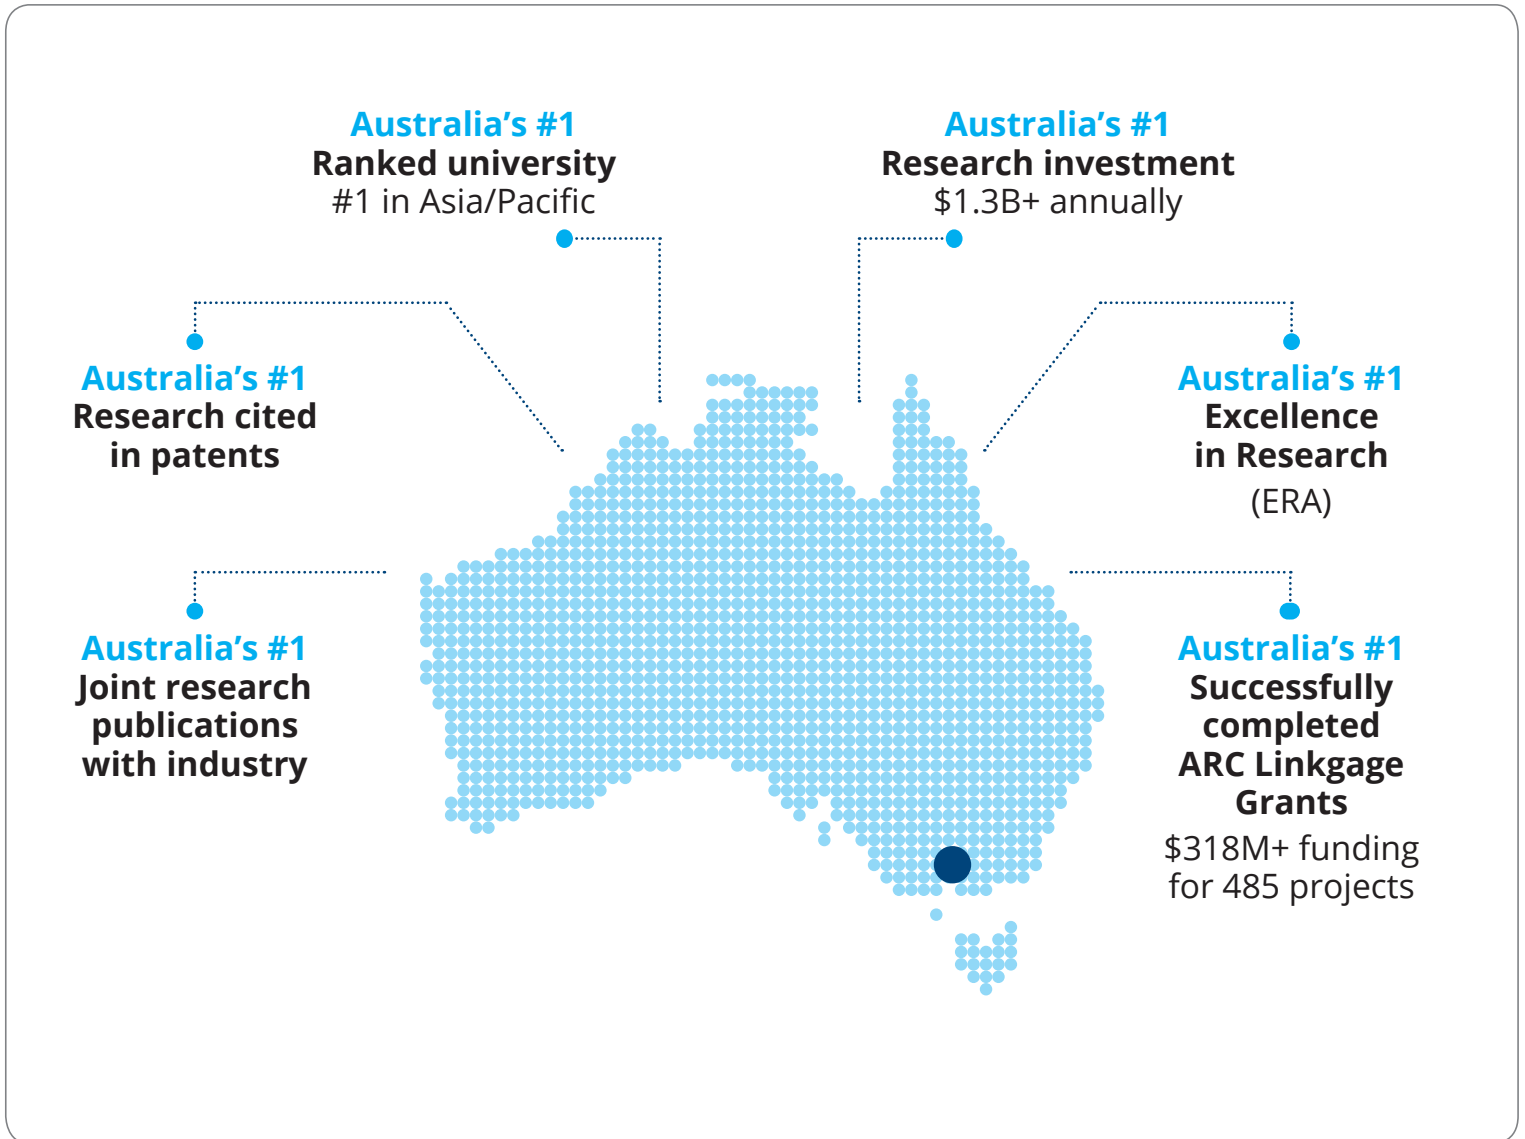 Australia’s #1
Ranked university
#1 in Asia/Pacific
Australia’s #1
Research investment
$1.3B+ annually
Australia’s #1
Research cited
in patents
Australia’s #1
Excellence
in Research
(ERA)
Australia’s #1
Joint research
publications
with industry
Australia’s #1
Successfully
completed
ARC Linkgage
Grants
$318M+ funding
for 485 projects